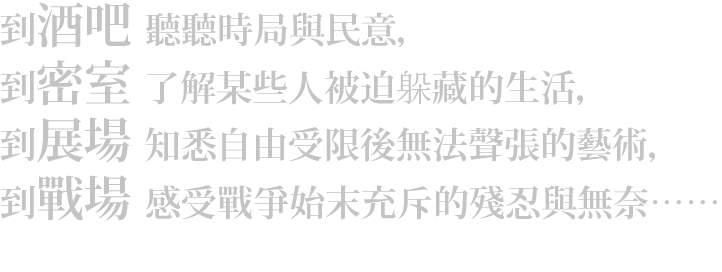 到酒吧 聽聽時局與民意,
到密室 了解某些人被迫躲藏的生活,
到展場 知悉自由受限後無法聲張的藝術,
到戰場 感受戰爭始末充斥的殘忍與無奈……